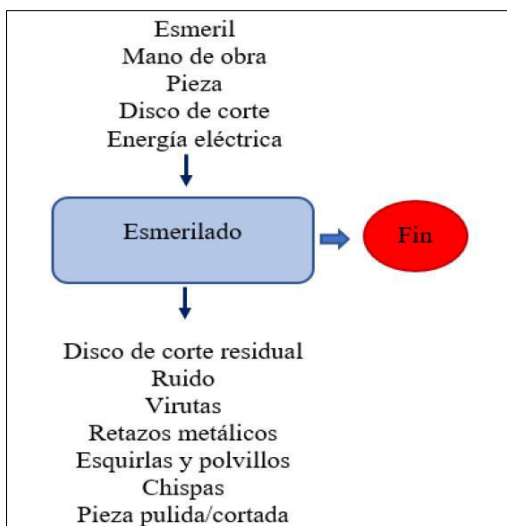 Esmeril
Mano de obra
Pieza
Disco de corte
Energía eléctrica
Esmerilado
Fin
Disco de corte residual
Ruido
Virutas
Retazos metálicos
Esquirlas y polvillos
Chispas
Pieza pulida/cortada